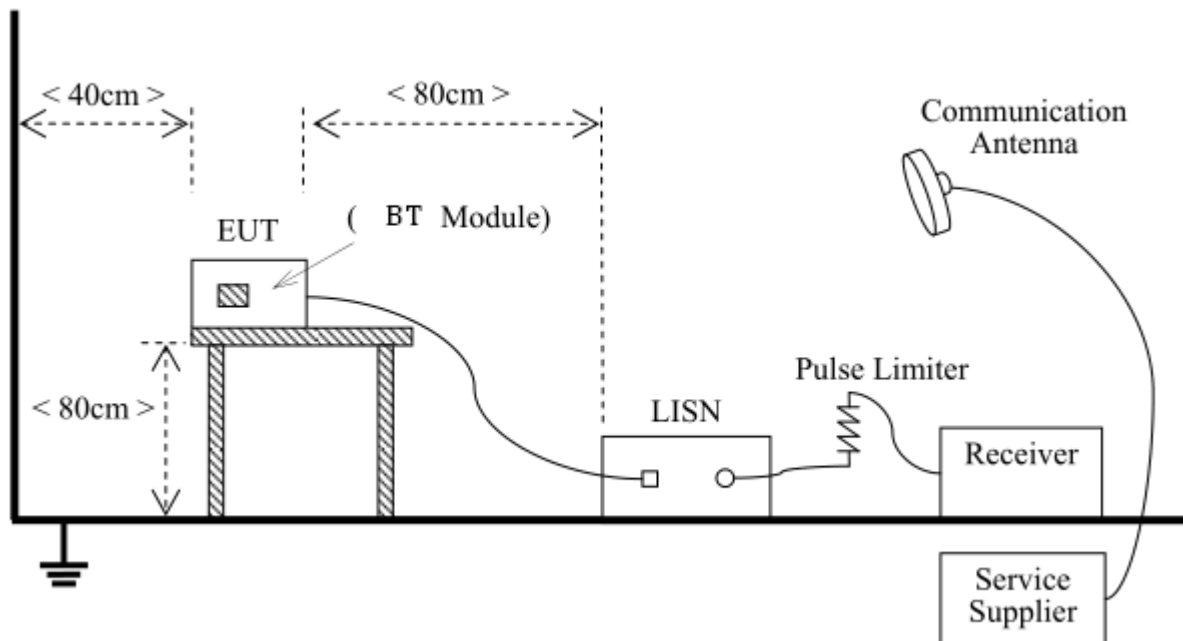 < 40cm >
< 80cm >
Communication
Antenna
( BT Module)
EUT
Pulse Limiter
< 80cm >
LISN
Receiver
Service
Supplier